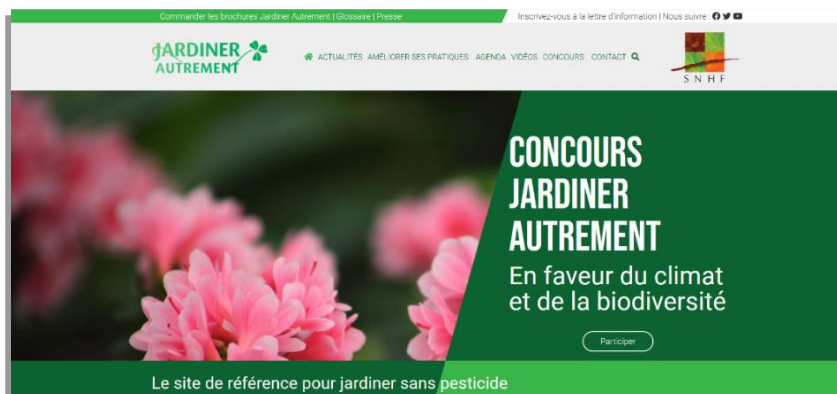 Commander les brochures Jardiner Autrement | Glossaire | Presse
Inscrivez-vous à la lettre d'information | Nous suivre :
JARDINER
AUTREMENT
ACTUALITÉS AMÉLIORER SES PRATIQUES AGENDA VIDÉOS CONCOURS CONTACT
SNHF
CONCOURS
JARDINER
AUTREMENT
En faveur du climat
et de la biodiversité
Participer
Le site de référence pour jardiner sans pesticide